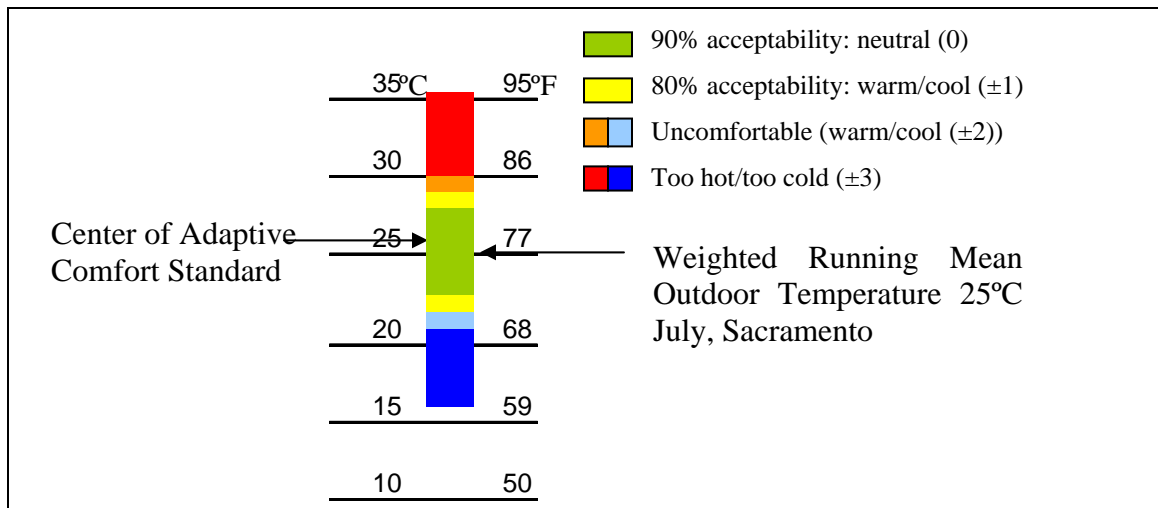 90% acceptability: neutral (0)
35ºC 95ºF
80% acceptability: warm/cool (±1)
Uncomfortable (warm/cool (±2))
30 86
Too hot/too cold (±3)
Center of Adaptive
Comfort Standard
25 77
Weighted Running Mean
Outdoor Temperature 25ºC
July, Sacramento
20 68
15 59
10 50